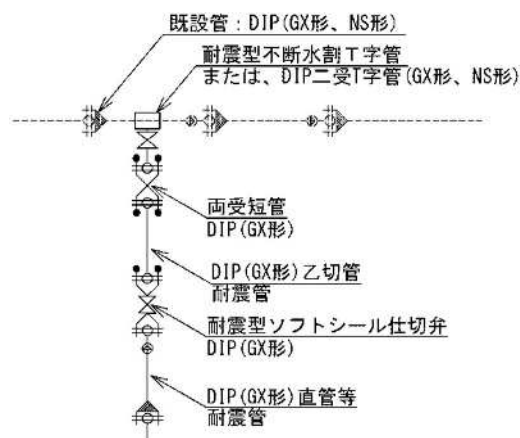 既設管：DIP(GX形、NS形)
耐震型不断水割T字管
または、DIP二受T字管(GX形、NS形)
両受短管
DIP(GX形)
DIP(GX形)乙切管
耐震管
耐震型ソフトシール仕切弁
DIP(GX形)
DIP(GX形)直管等
耐震管